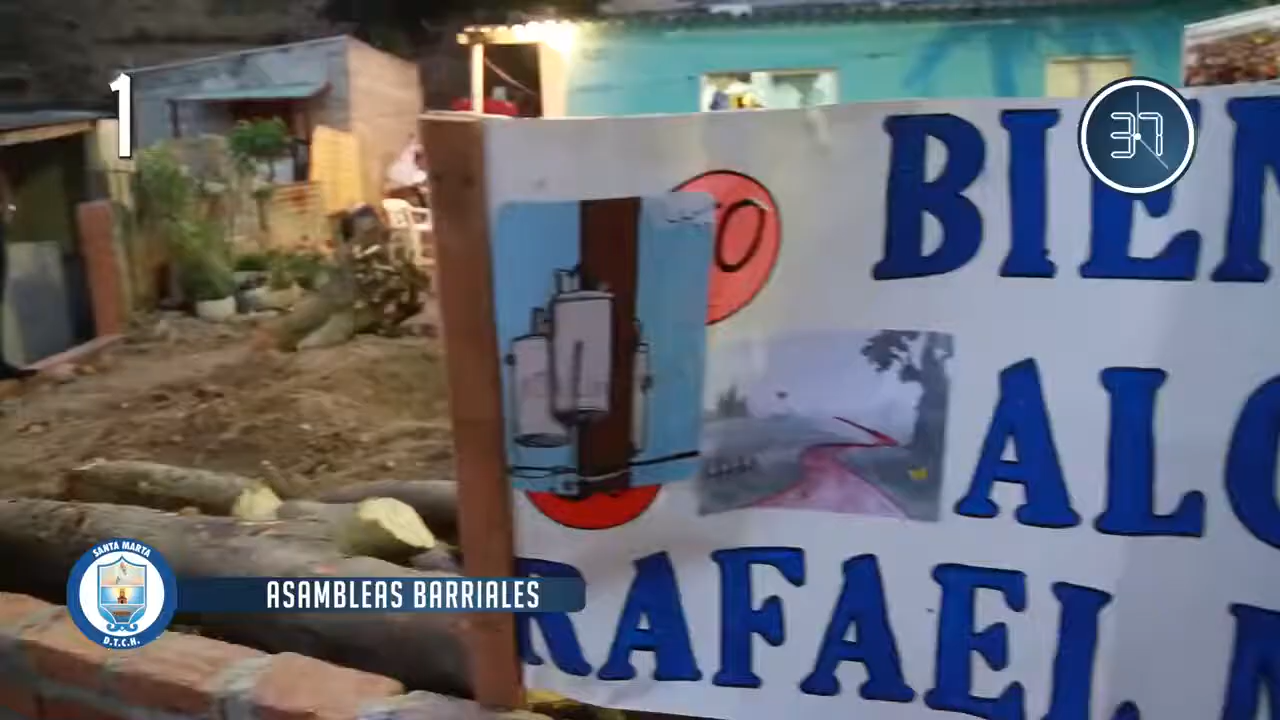 1
37
BIEN
O
ALC
RAFAEL
SANTA MARTA
D.T.C.H.
ASAMBLEAS BARRIALES